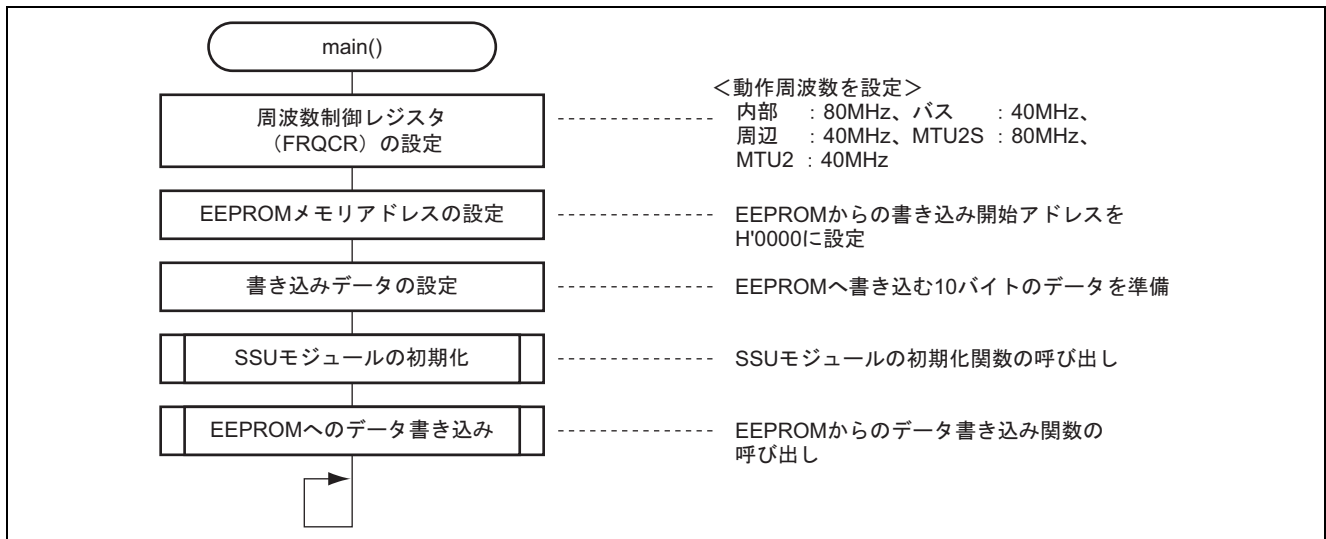 main()
周波数制御レジスタ
（FRQCR）の設定
＜動作周波数を設定＞
内部　：80MHz、バス　：40MHz、
周辺　：40MHz、MTU2S ：80MHz、
MTU2 ：40MHz
EEPROMメモリアドレスの設定
EEPROMからの書き込み開始アドレスを
H'0000に設定
書き込みデータの設定
EEPROMへ書き込む10バイトのデータを準備
SSUモジュールの初期化
SSUモジュールの初期化関数の呼び出し
EEPROMへのデータ書き込み
EEPROMからのデータ書き込み関数の
呼び出し